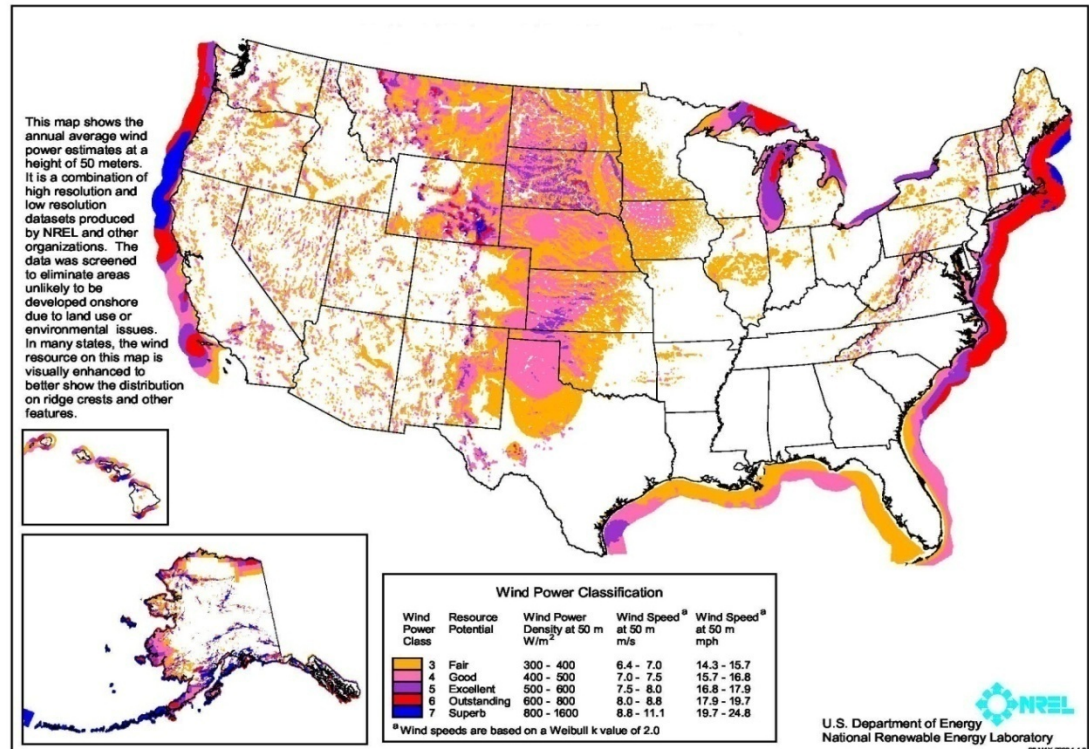 This map shows the
annual average wind
power estimates at a
height of 50 meters.
It is a combination of
high resolution and
low resolution
datasets produced
by NREL and other
organizations. The
data was screened
to eliminate areas
unlikely to be
developed onshore
due to land use or
environmental issues.
In many states, the wind
resource on this map is
visually enhanced to
better show the distribution
on ridge crests and other
features.
Wind Power Classification
Wind Power Class Resource Potential Wind Power Density at 50 m W/m² Wind Speed ᵃ at 50 m m/s Wind Speed ᵃ at 50 m mph
3 Fair 300 - 400 6.4 - 7.0 14.3 - 15.7
4 Good 400 - 500 7.0 - 7.5 15.7 - 16.8
5 Excellent 500 - 600 7.5 - 8.0 16.8 - 17.9
6 Outstanding 600 - 800 8.0 - 8.8 17.9 - 19.7
7 Superb 800 - 1600 8.8 - 11.1 19.7 - 24.8
ᵃ Wind speeds are based on a Weibull k value of 2.0
NREL
U.S. Department of Energy
National Renewable Energy Laboratory